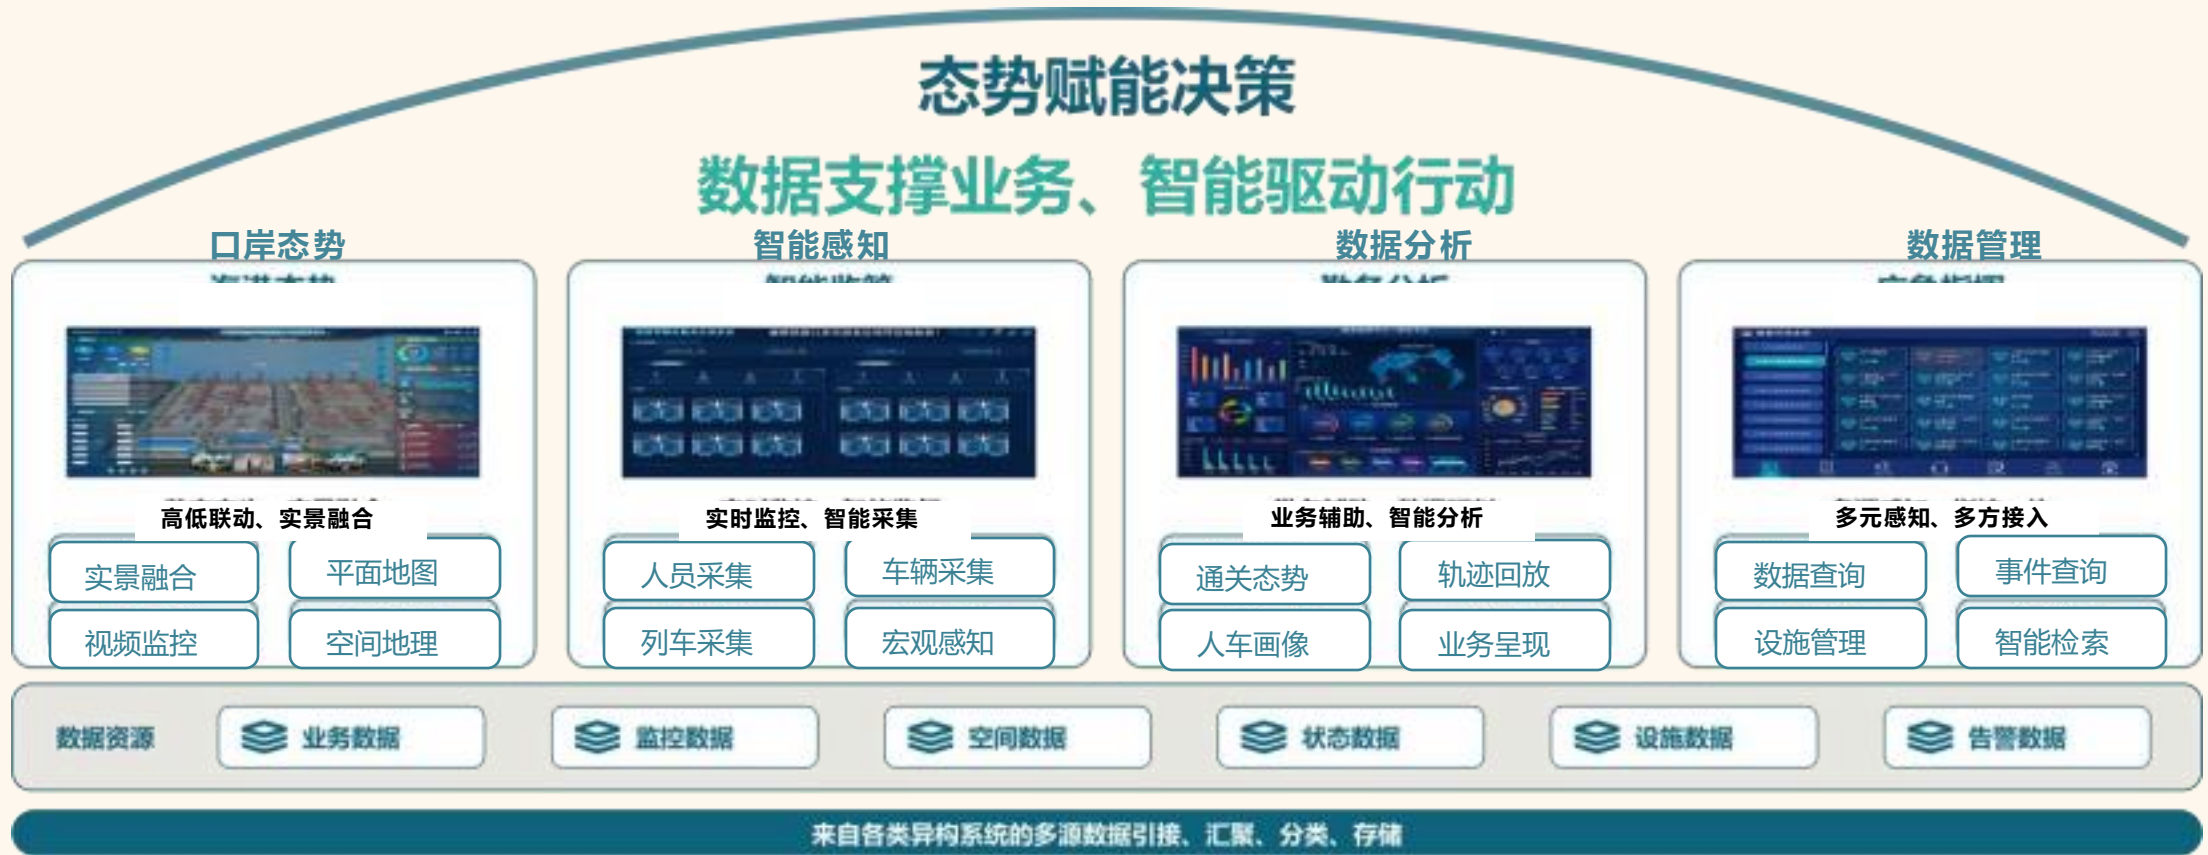 态势赋能决策
数据支撑业务、智能驱动行动
口岸态势
智能感知
数据分析
数据管理
高低联动、实景融合
实时监控、智能采集
业务辅助、智能分析
多元感知、多方接入
实景融合
平面地图
视频监控
空间地理
人员采集
车辆采集
列车采集
宏观感知
通关态势
轨迹回放
人车画像
业务呈现
数据查询
事件查询
设施管理
智能检索
数据资源
业务数据
监控数据
空间数据
状态数据
设施数据
告警数据
来自各类异构系统的多源数据引接、汇聚、分类、存储